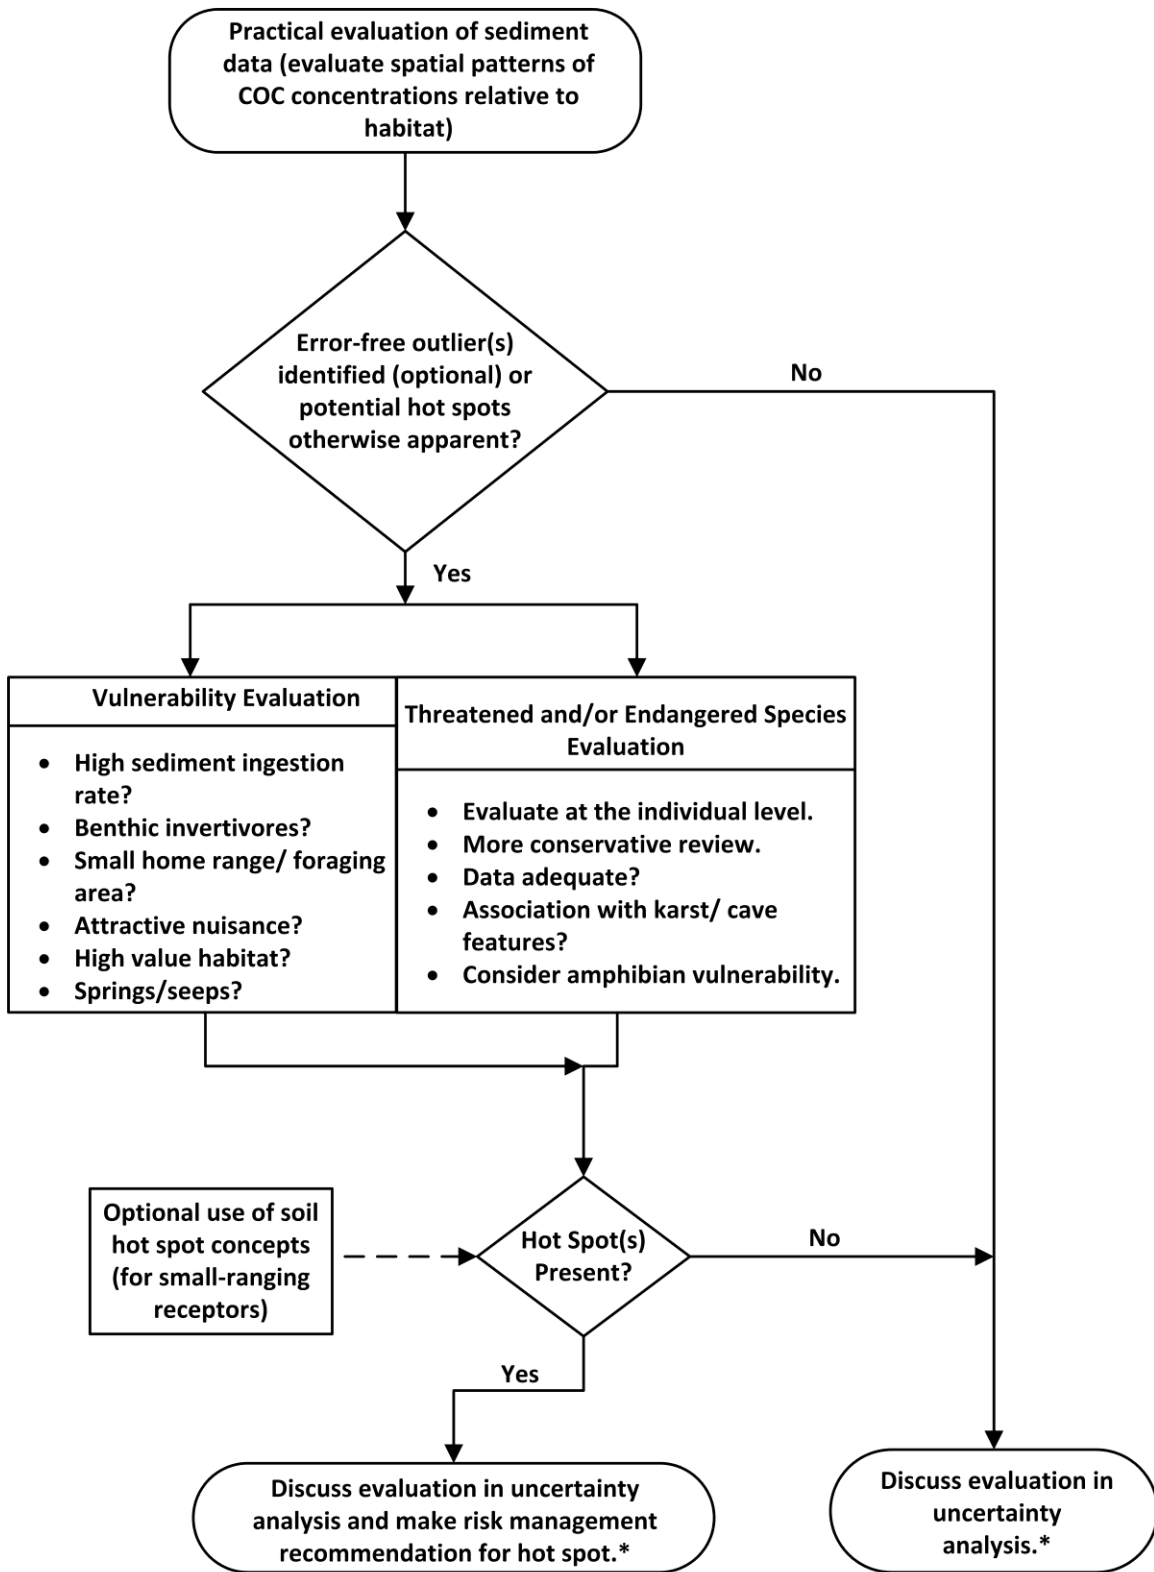 Practical evaluation of sediment
data (evaluate spatial patterns of
COC concentrations relative to
habitat)
Error-free outlier(s)
identified (optional) or
potential hot spots
otherwise apparent?
No
Yes
Vulnerability Evaluation
• High sediment ingestion
rate?
• Benthic invertivores?
• Small home range/ foraging
area?
• Attractive nuisance?
• High value habitat?
• Springs/seeps?
Threatened and/or Endangered Species
Evaluation
• Evaluate at the individual level.
• More conservative review.
• Data adequate?
• Association with karst/ cave
features?
• Consider amphibian vulnerability.
Optional use of soil
hot spot concepts
(for small-ranging
receptors)
Hot Spot(s)
Present?
No
Yes
Discuss evaluation in uncertainty
analysis and make risk management
recommendation for hot spot.*
Discuss evaluation in
uncertainty
analysis.*